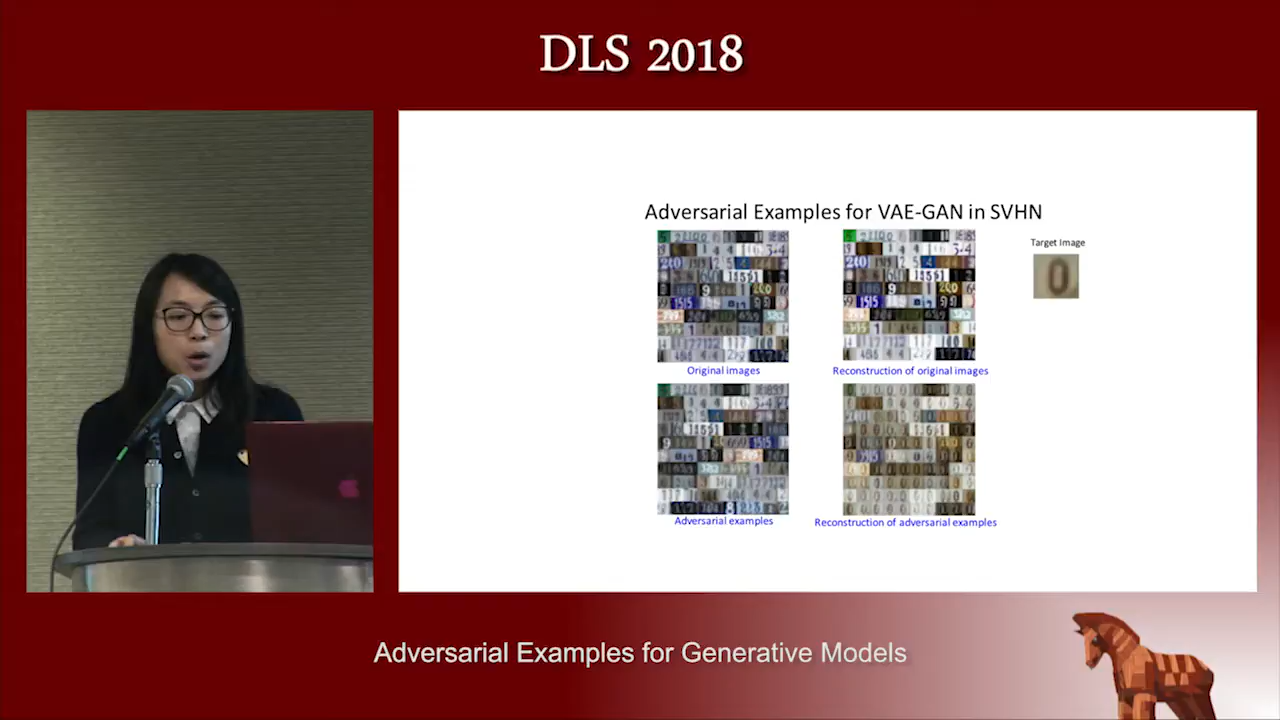 DLS 2018
Adversarial Examples for VAE-GAN in SVHN
Target Image
0
Original images
Reconstruction of original images
Adversarial examples
Reconstruction of adversarial examples
Adversarial Examples for Generative Models